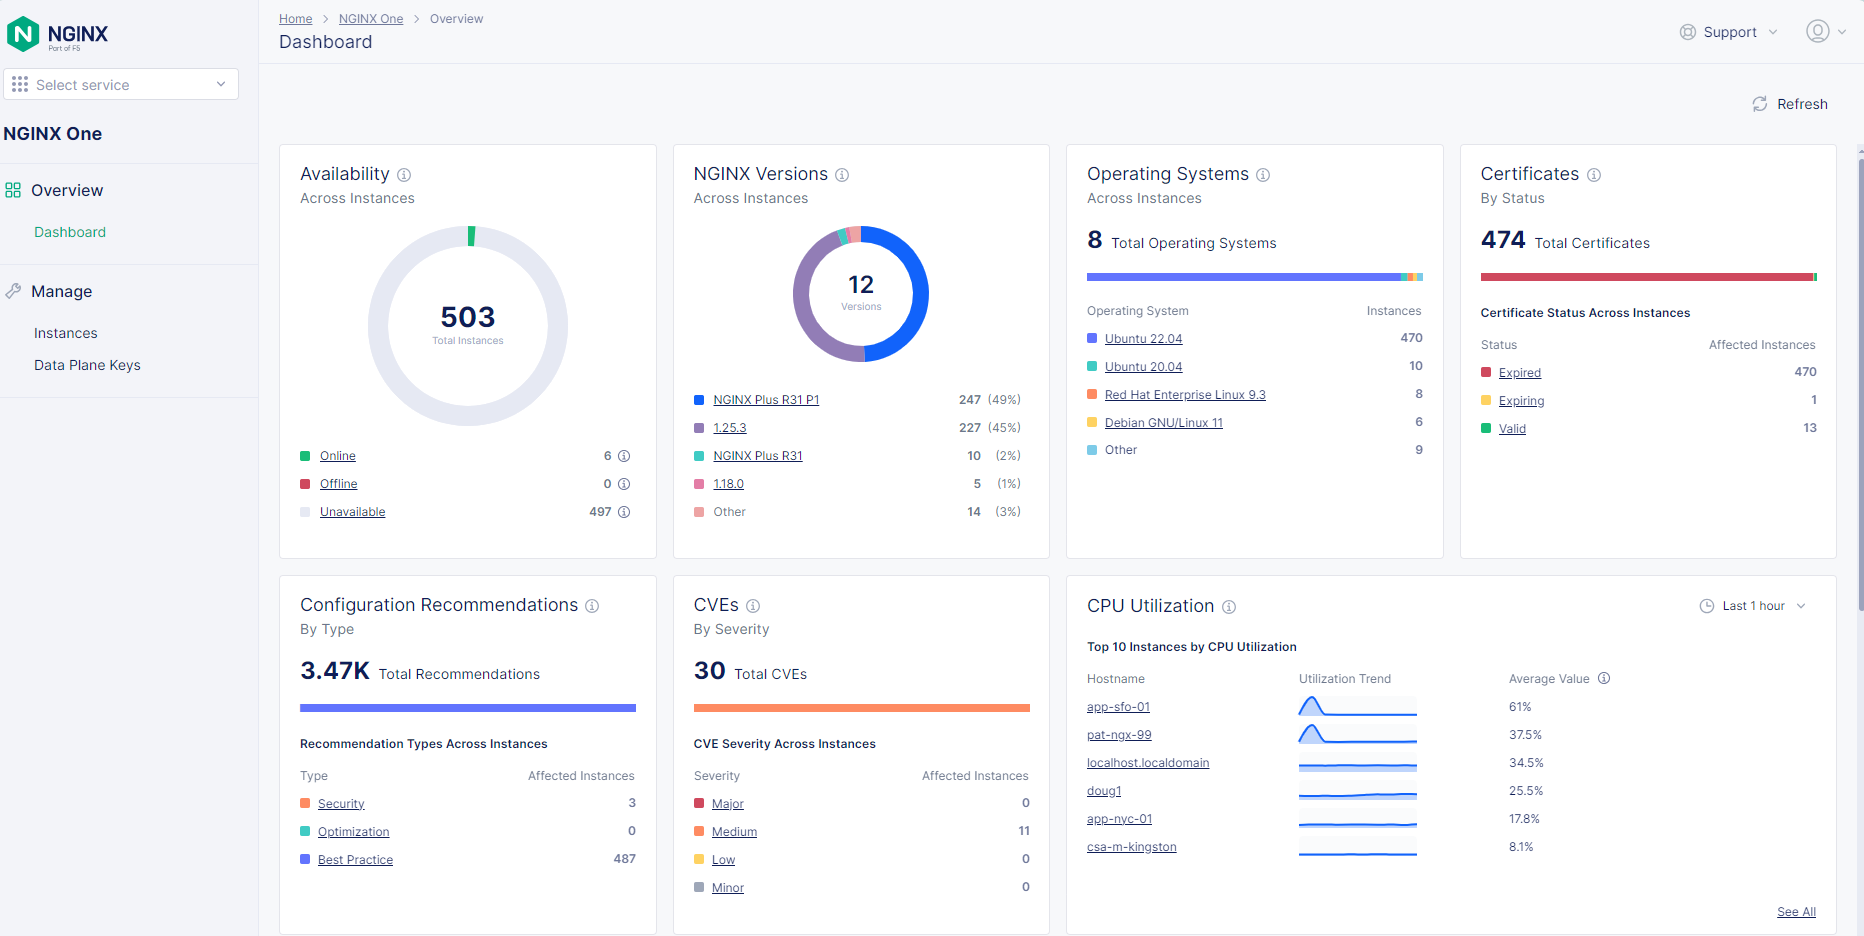 NGINX
Part of F5
Select service
NGINX One
Overview
Dashboard
Manage
Instances
Data Plane Keys
Home > NGINX One > Overview
Dashboard
Support
Refresh
Availability
Across Instances
503
Total Instances
Online 6
Offline 0
Unavailable 497
NGINX Versions
Across Instances
12
Versions
NGINX Plus R31 P1 247 (49%)
1.25.3 227 (45%)
NGINX Plus R31 10 (2%)
1.18.0 5 (1%)
Other 14 (3%)
Operating Systems
Across Instances
8 Total Operating Systems
Operating System Instances
Ubuntu 22.04 470
Ubuntu 20.04 10
Red Hat Enterprise Linux 9.3 8
Debian GNU/Linux 11 6
Other 9
Certificates
By Status
474 Total Certificates
Certificate Status Across Instances
Status Affected Instances
Expired 470
Expiring 1
Valid 13
Configuration Recommendations
By Type
3.47K Total Recommendations
Recommendation Types Across Instances
Type Affected Instances
Security 3
Optimization 0
Best Practice 487
CVEs
By Severity
30 Total CVEs
CVE Severity Across Instances
Severity Affected Instances
Major 0
Medium 11
Low 0
Minor 0
CPU Utilization
Last 1 hour
Top 10 Instances by CPU Utilization
Hostname Utilization Trend Average Value
app-sfo-01 61%
pat-ngx-99 37.5%
localhost.localdomain 34.5%
doug1 25.5%
app-nyc-01 17.8%
csa-m-kingston 8.1%
See All